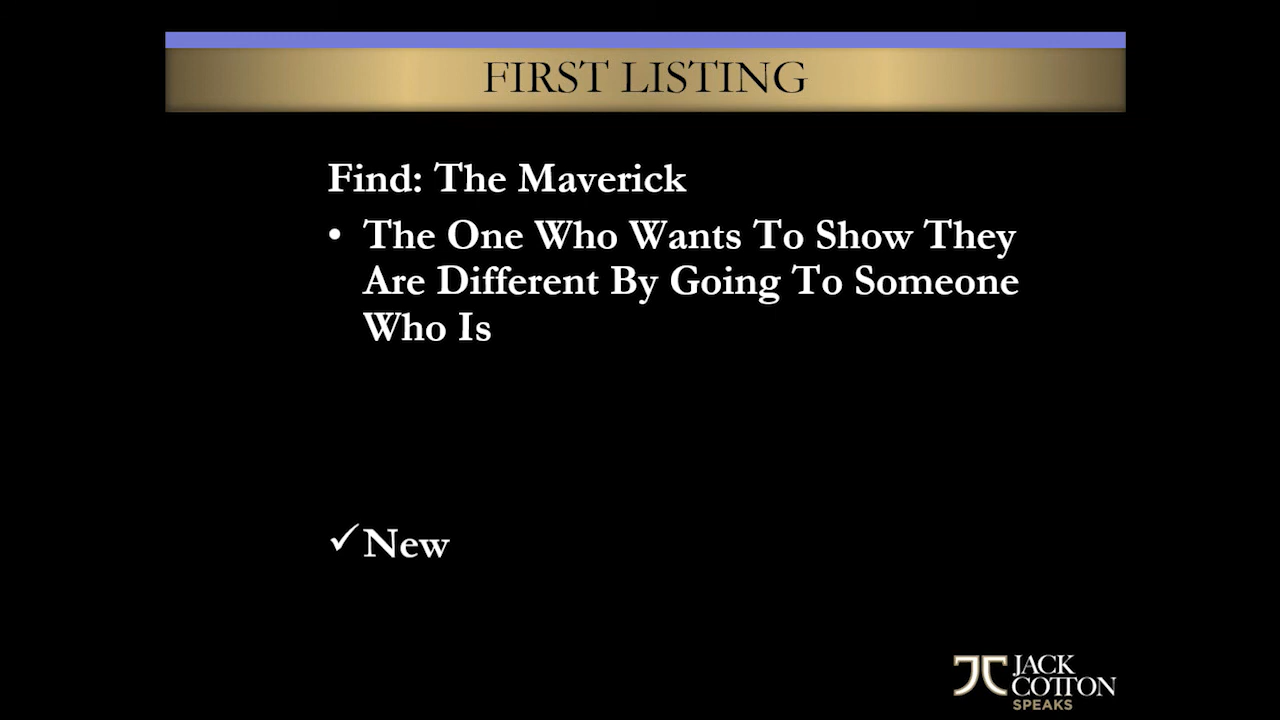 FIRST LISTING
Find: The Maverick
• The One Who Wants To Show They
Are Different By Going To Someone
Who Is
✓ New
JACK
COTTON
SPEAKS